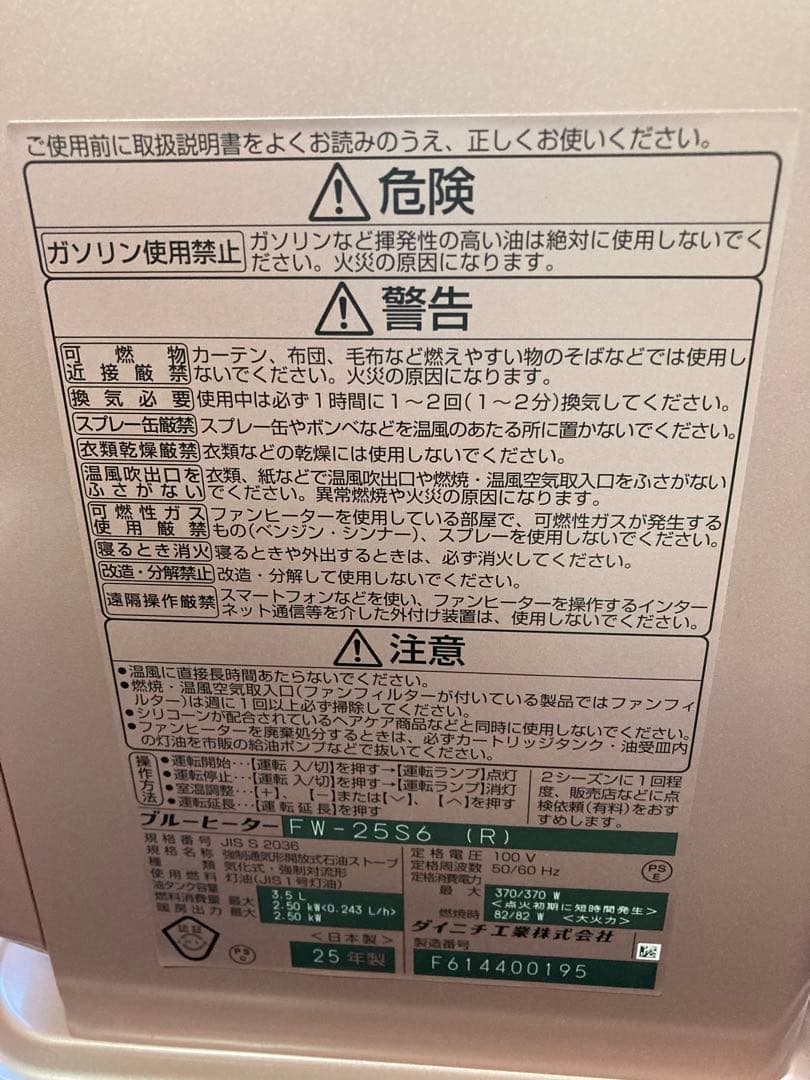 ご使用前に取扱説明書をよくお読みのうえ、正しくお使いください。
危険
ガソリン使用禁止 ガソリンなど揮発性の高い油は絶対に使用しないでく
ださい。火災の原因になります。
警告
可燃物 カーテン、布団、毛布など燃えやすい物のそばなどでは使用し
近接厳禁 ないでください。火災の原因になります。
換気必要 使用中は必ず1時間に1〜2回(1〜2分)換気してください。
スプレー缶厳禁 スプレー缶やボンベなどを温風のあたる所に置かないでください。
衣類乾燥厳禁 衣類などの乾燥には使用しないでください。
温風吹出口を 衣類、紙などで温風吹出口や燃焼・温風空気取入口をふさがない
ふさがない でください。異常燃焼や火災の原因になります。
可燃性ガス ファンヒーターを使用している部屋で、可燃性ガスが発生する
使用厳禁 もの(ベンジン・シンナー)、スプレーを使用しないでください。
寝るとき消火 寝るときや外出するときは、必ず消火してください。
改造・分解禁止 改造・分解して使用しないでください。
遠隔操作厳禁 スマートフォンなどを使い、ファンヒーターを操作するインター
ネット通信等を介した外付け装置は、使用しないでください。
注意
●温風に直接長時間あたらないでください。
●燃焼・温風空気取入口(ファンフィルターが付いている製品ではファンフィ
ルター)は週に1回以上必ず掃除してください。
●シリコーンが配合されているヘアケア商品などと同時に使用しないでください。
●ファンヒーターを廃棄処分するときは、必ずカートリッジタンク・油受皿内
の灯油を市販の給油ポンプなどで抜いてください。
操作方法
●運転開始…【運転 入/切】を押す→【運転ランプ】点灯
●運転停止…【運転 入/切】を押す→【運転ランプ】消灯
●室温調整…【+】、【-】または【∨】、【∧】を押す
●運転延長…【運転延長】を押す
2シーズンに1回程
度、販売店などに点
検依頼(有料)をおす
すめします。
ブルーヒーター FW-25S6 (R)
規格番号 JIS S 2036
規格名称 強制通気形開放式石油ストーブ
種類 気化式・強制対流形
使用燃料 灯油(JIS1号灯油)
油タンク容量 3.5 L
燃料消費量 最大 2.50 kW<0.243 L/h>
暖房出力 最大 2.50 kW
認証
PSC
<日本製>
25年製
定格電圧 100 V
定格周波数 50/60 Hz
定格消費電力
最大 370/370 W
<点火初期に短時間発生>
燃焼時 82/82 W <大火力>
PSE
ダイニチ工業株式会社
製造番号
F614400195